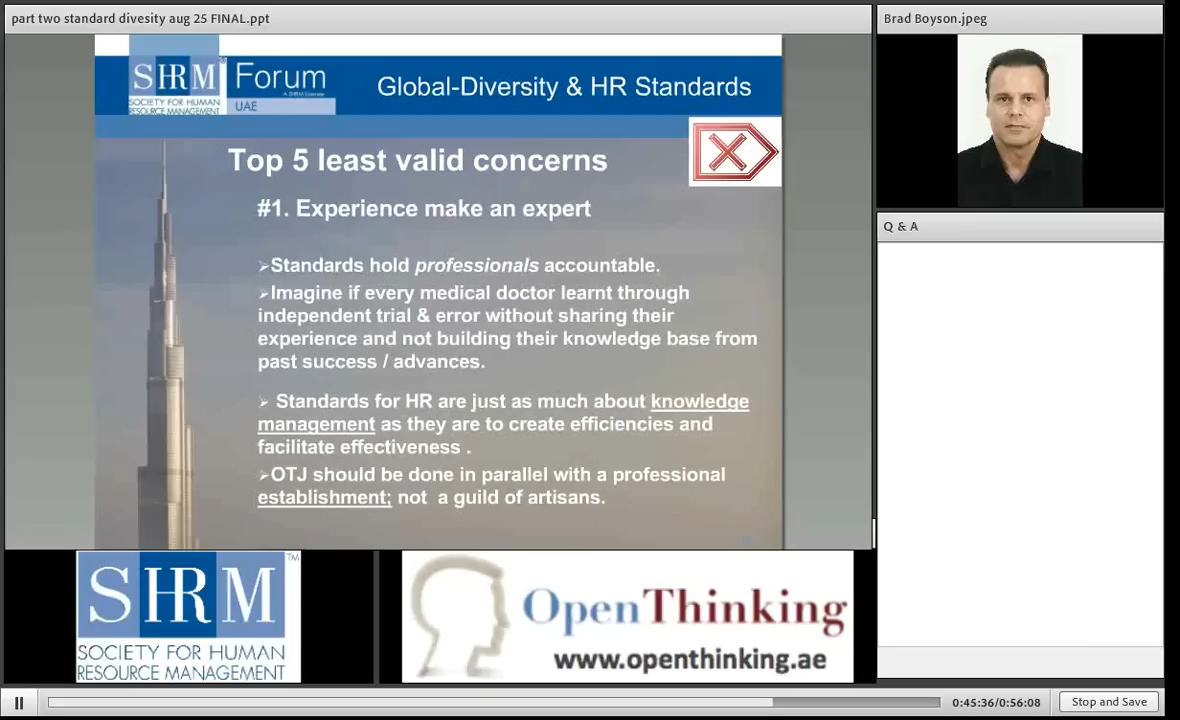 part two standard divesity aug 25 FINAL.ppt
Brad Boyson.jpeg
SHRM
SOCIETY FOR HUMAN
RESOURCE MANAGEMENT
Forum
UAE
Global-Diversity & HR Standards
Top 5 least valid concerns
#1. Experience make an expert
Q & A
➢Standards hold professionals accountable.
➢Imagine if every medical doctor learnt through
independent trial & error without sharing their
experience and not building their knowledge base from
past success / advances.
➢ Standards for HR are just as much about knowledge
management as they are to create efficiencies and
facilitate effectiveness .
➢OTJ should be done in parallel with a professional
establishment; not a guild of artisans.
SHRM™
SOCIETY FOR HUMAN
RESOURCE MANAGEMENT
OpenThinking
www.openthinking.ae
0:45:36/0:56:08
Stop and Save